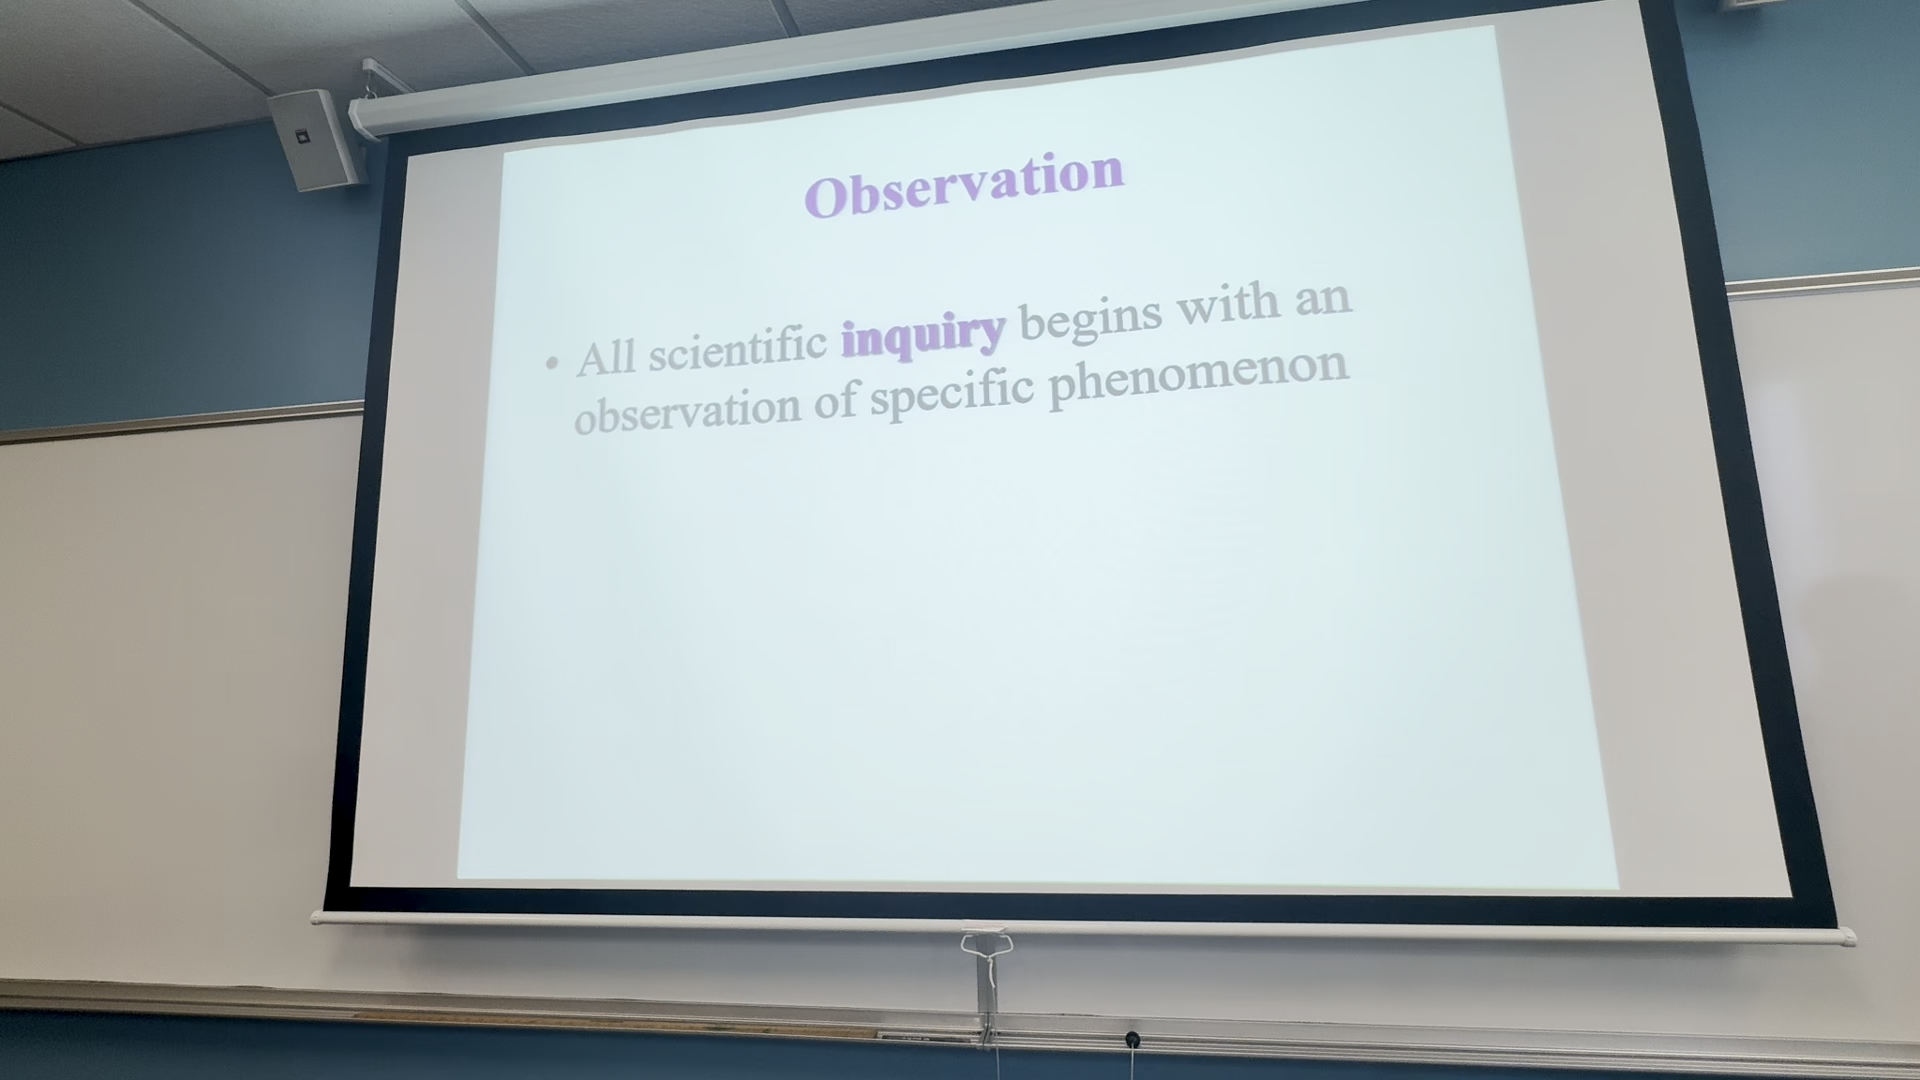 Observation
• All scientific inquiry begins with an
observation of specific phenomenon